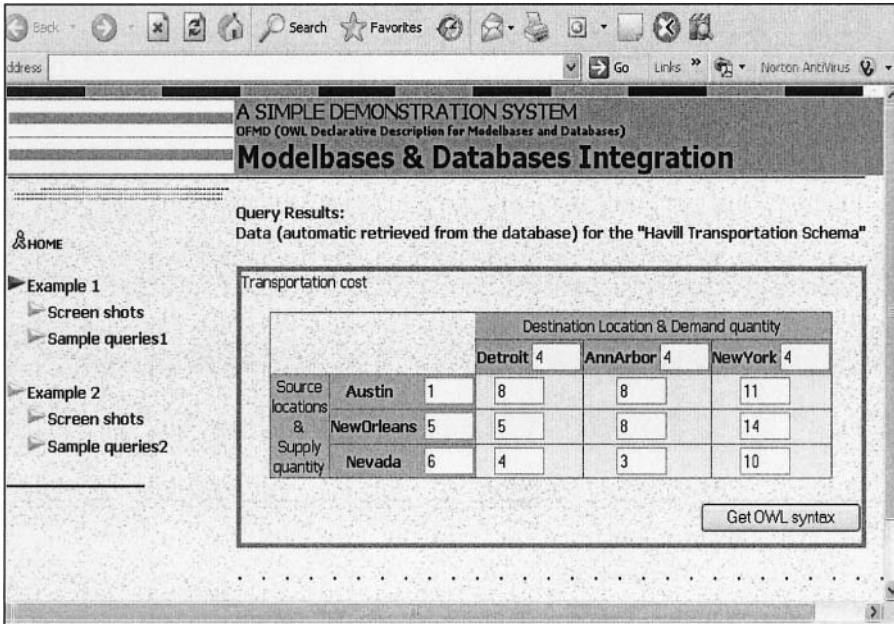 Back Search Favorites
ddress Go Links » Norton AntiVirus
A SIMPLE DEMONSTRATION SYSTEM
OFMD (OWL Declarative Description for Modelbases and Databases)
Modelbases & Databases Integration
Query Results:
Data (automatic retrieved from the database) for the "Havill Transportation Schema"
HOME
Example 1
Screen shots
Sample queries1
Example 2
Screen shots
Sample queries2
Transportation cost
Destination Location & Demand quantity
Detroit 4 AnnArbor 4 NewYork 4
Source locations & Supply quantity
Austin 1 8 8 11
NewOrleans 5 5 8 14
Nevada 6 4 3 10
Get OWL syntax